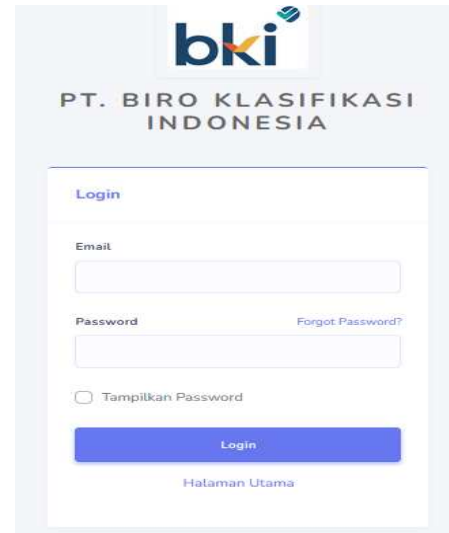 bki
PT. BIRO KLASIFIKASI
INDONESIA
Login
Email
Password Forgot Password?
Tampilkan Password
Login
Halaman Utama